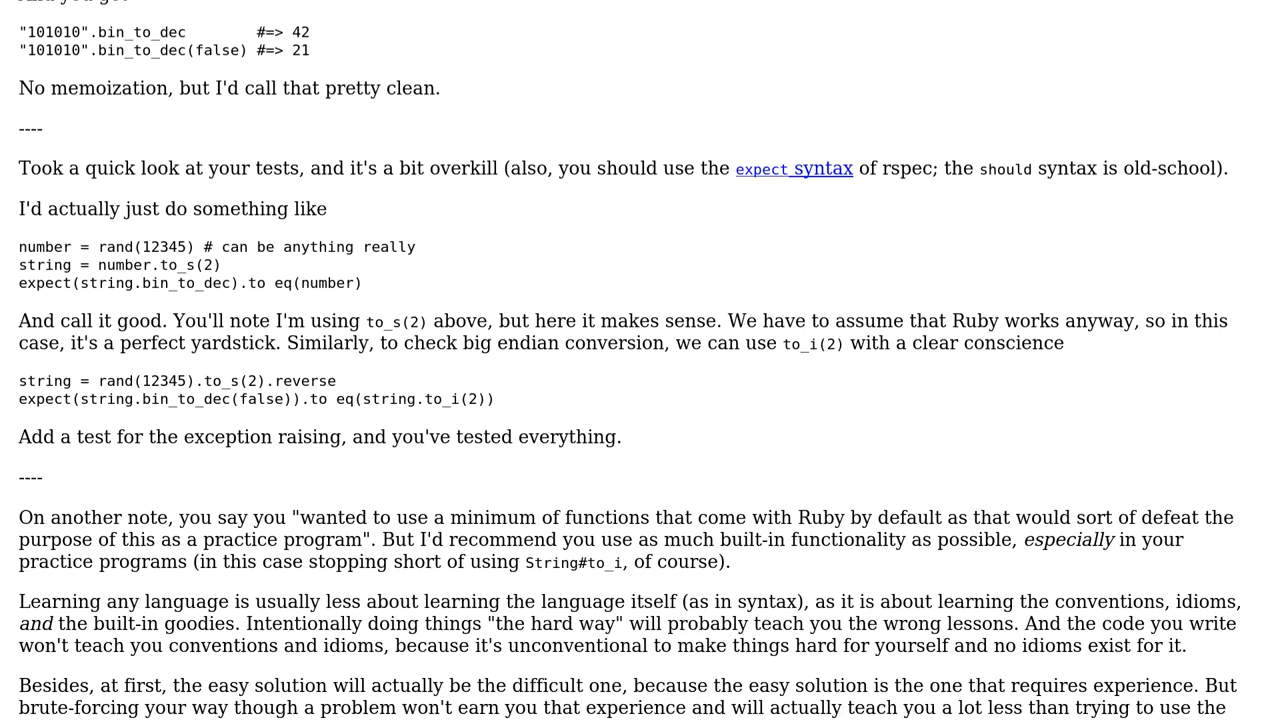 "101010".bin_to_dec        #=> 42
"101010".bin_to_dec(false) #=> 21
No memoization, but I'd call that pretty clean.
----
Took a quick look at your tests, and it's a bit overkill (also, you should use the expect syntax of rspec; the should syntax is old-school).
I'd actually just do something like
number = rand(12345) # can be anything really
string = number.to_s(2)
expect(string.bin_to_dec).to eq(number)
And call it good. You'll note I'm using to_s(2) above, but here it makes sense. We have to assume that Ruby works anyway, so in this
case, it's a perfect yardstick. Similarly, to check big endian conversion, we can use to_i(2) with a clear conscience
string = rand(12345).to_s(2).reverse
expect(string.bin_to_dec(false)).to eq(string.to_i(2))
Add a test for the exception raising, and you've tested everything.
----
On another note, you say you "wanted to use a minimum of functions that come with Ruby by default as that would sort of defeat the
purpose of this as a practice program". But I'd recommend you use as much built-in functionality as possible, especially in your
practice programs (in this case stopping short of using String#to_i, of course).
Learning any language is usually less about learning the language itself (as in syntax), as it is about learning the conventions, idioms,
and the built-in goodies. Intentionally doing things "the hard way" will probably teach you the wrong lessons. And the code you write
won't teach you conventions and idioms, because it's unconventional to make things hard for yourself and no idioms exist for it.
Besides, at first, the easy solution will actually be the difficult one, because the easy solution is the one that requires experience. But
brute-forcing your way though a problem won't earn you that experience and will actually teach you a lot less than trying to use the